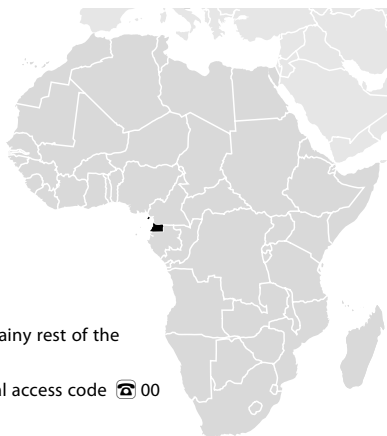 ainy rest of the
al access code ☎ 00